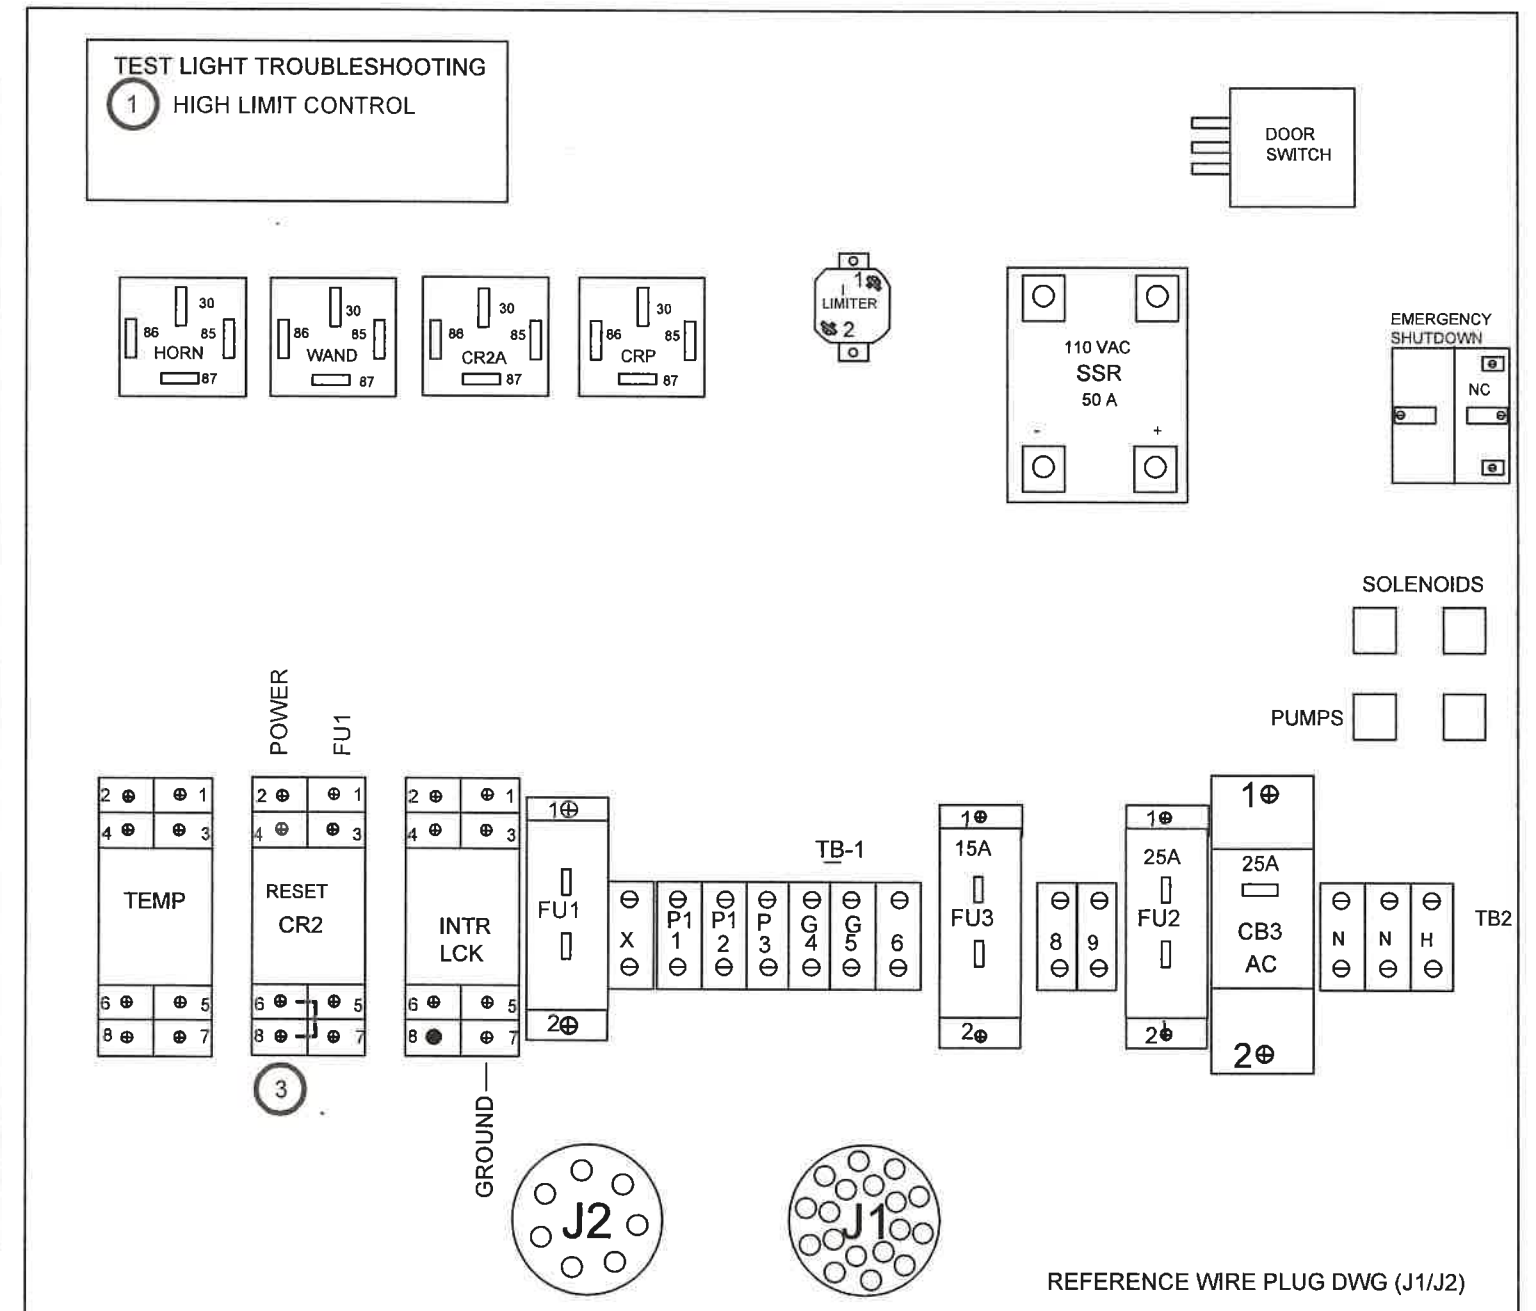 TEST LIGHT TROUBLESHOOTING
1 HIGH LIMIT CONTROL
DOOR
SWITCH
30
86 85
HORN
87
30
86 85
WAND
87
30
86 85
CR2A
87
30
86 85
CRP
87
1
LIMITER
2
110 VAC
SSR
50 A
- +
EMERGENCY
SHUTDOWN
NC
SOLENOIDS
PUMPS
POWER
FU1
2 1
4 3
TEMP
6 5
8 7
2 1
4 3
RESET
CR2
6 5
8 7
3
2 1
4 3
INTR
LCK
6 5
8 7
GROUND
1
FU1
2
TB-1
X
P1
1
P1
2
P
3
G
4
G
5
6
1
15A
FU3
2
8
9
1
25A
FU2
2
1
25A
CB3
AC
2
N
N
H
TB2
J2
J1
REFERENCE WIRE PLUG DWG (J1/J2)